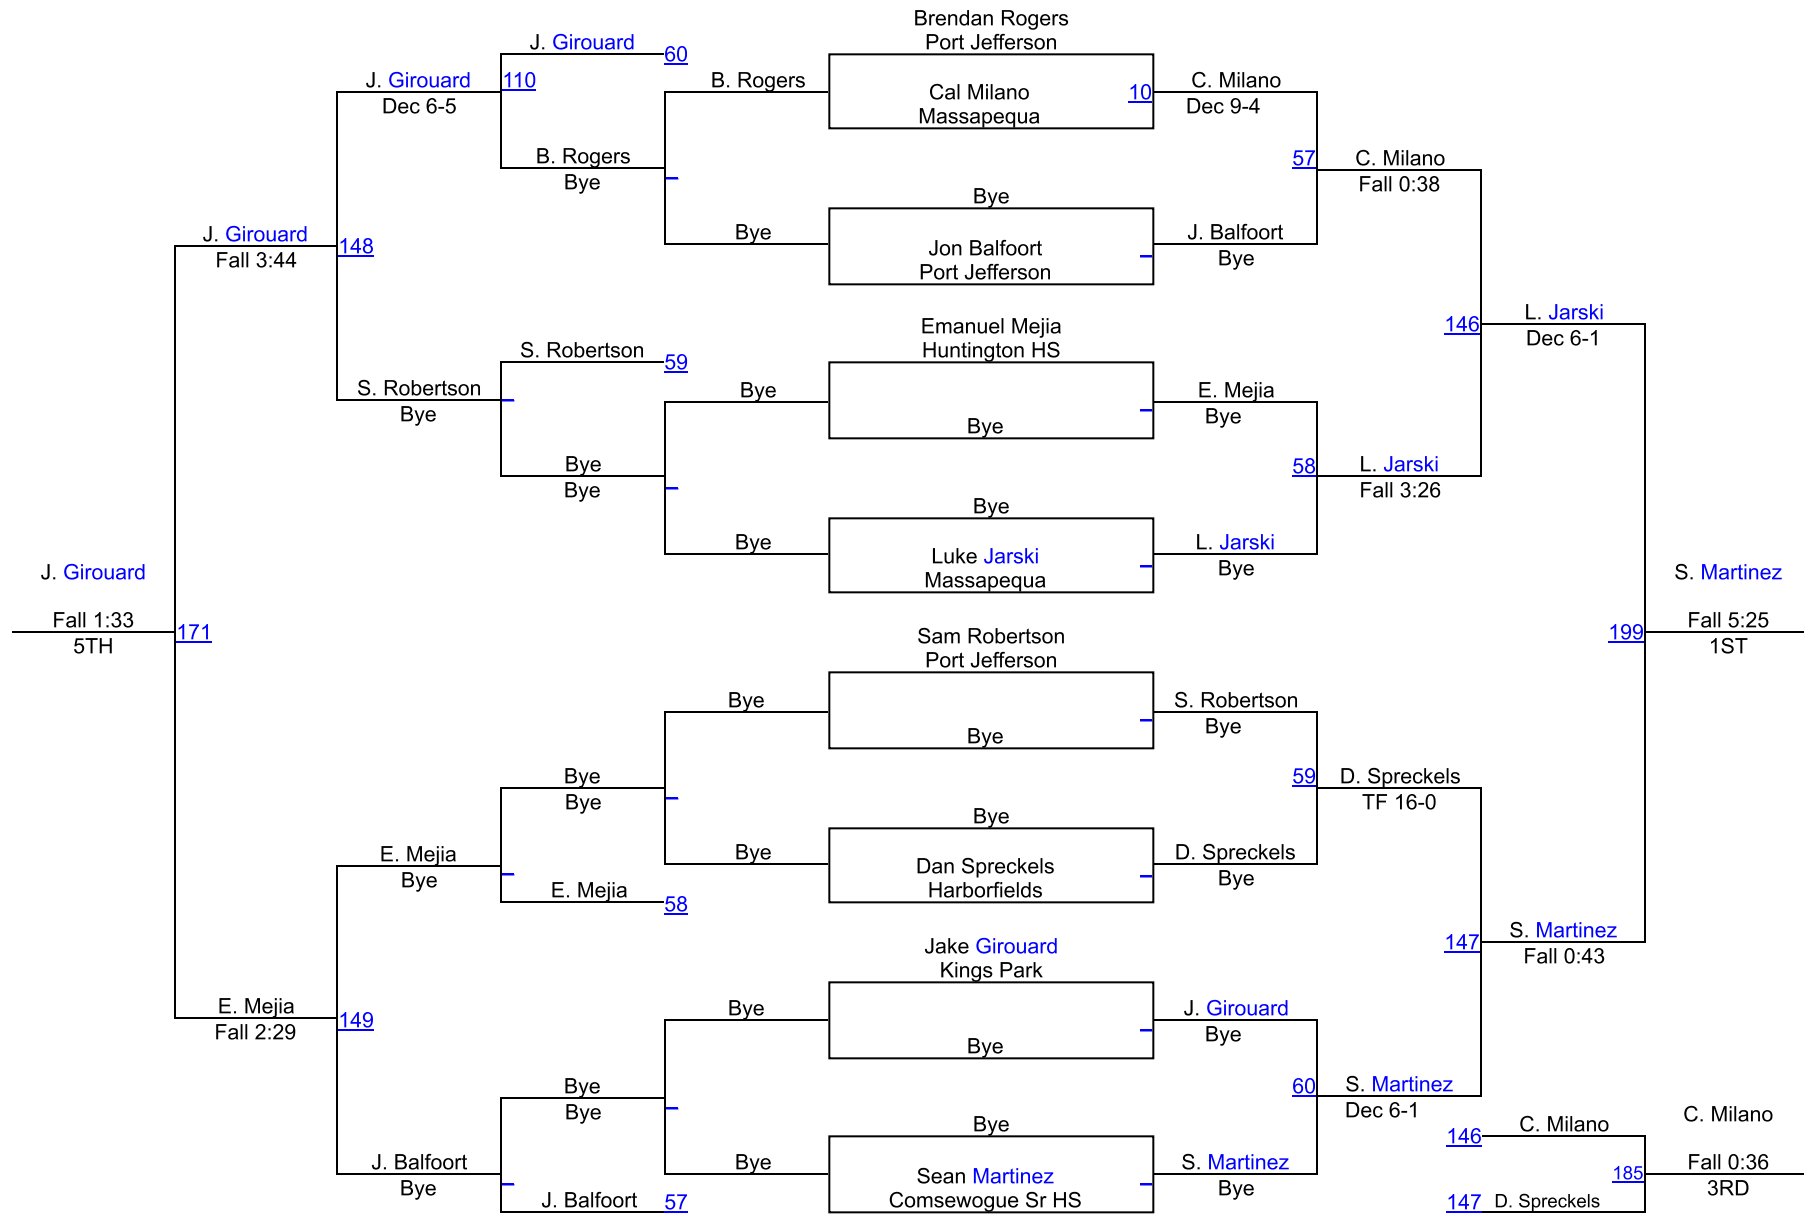 Brendan Rogers
Port Jefferson
J. Girouard
60
J. Girouard
110
B. Rogers
Cal Milano
10
C. Milano
Dec 6-5
Massapequa
Dec 9-4
B. Rogers
57
C. Milano
Bye
Fall 0:38
Bye
J. Girouard
148
Bye
Jon Balfoort
J. Balfoort
Fall 3:44
Port Jefferson
Bye
Emanuel Mejia
Huntington HS
146
L. Jarski
Dec 6-1
S. Robertson
59
S. Robertson
Bye
E. Mejia
Bye
Bye
Bye
Bye
58
L. Jarski
Bye
Fall 3:26
Bye
Bye
Luke Jarski
L. Jarski
Massapequa
Bye
J. Girouard
S. Martinez
Fall 1:33
171
199
Fall 5:25
5TH
1ST
Sam Robertson
Port Jefferson
Bye
S. Robertson
Bye
Bye
Bye
59
D. Spreckels
Bye
TF 16-0
Bye
E. Mejia
Bye
Dan Spreckels
D. Spreckels
Bye
Harborfields
Bye
E. Mejia
58
Jake Girouard
Kings Park
147
S. Martinez
Fall 0:43
E. Mejia
149
Bye
J. Girouard
Fall 2:29
Bye
Bye
Bye
60
S. Martinez
Bye
Dec 6-1
Bye
146
C. Milano
C. Milano
J. Balfoort
Bye
Sean Martinez
S. Martinez
185
Fall 0:36
Bye
Comsewogue Sr HS
Bye
3RD
J. Balfoort
57
147
D. Spreckels